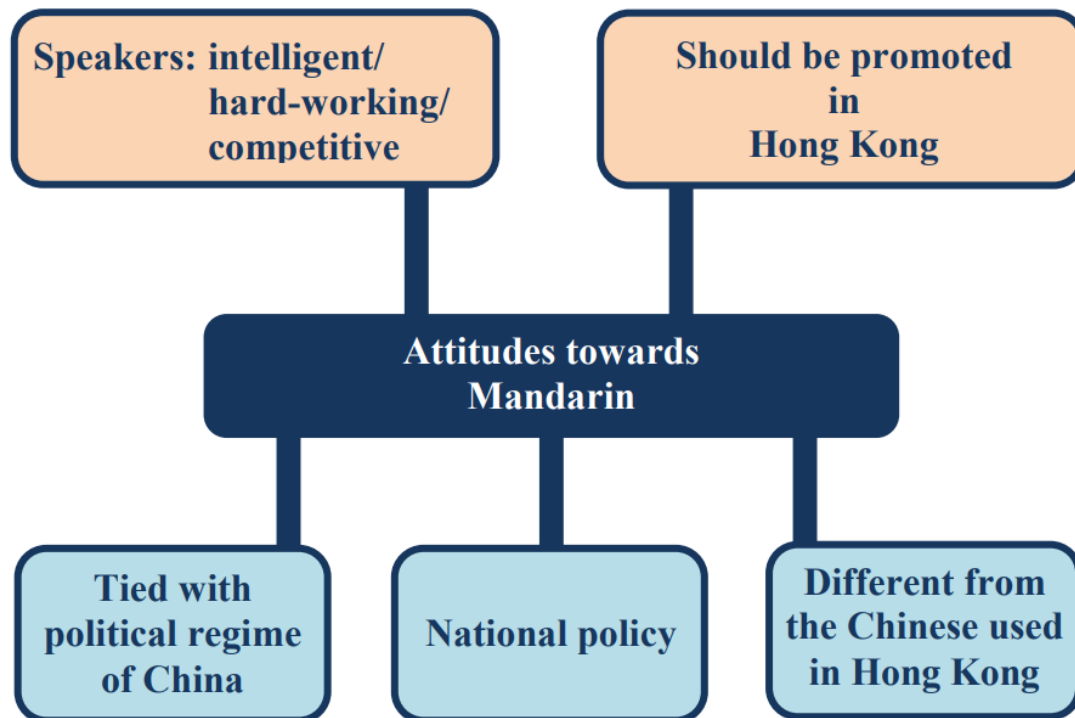 Speakers: intelligent/
hard-working/
competitive
Should be promoted
in
Hong Kong
Attitudes towards
Mandarin
Tied with
political regime
of China
National policy
Different from
the Chinese used
in Hong Kong